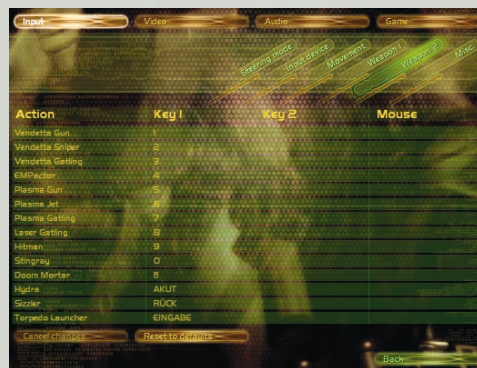 Input Video Audio Game
Steering mode Input device Movement Weapon 1 Weapon 2 Misc.
Action Key 1 Key 2 Mouse
Vendetta Gun 1
Vendetta Sniper 2
Vendetta Gatling 3
EMPactor 4
Plasma Gun 5
Plasma Jet 6
Plasma Gatling 7
Laser Gatling 8
Hitman 9
Stingray 0
Doom Mortar ß
Hydra AKUT
Sizzler RÜCK
Torpedo Launcher EINGABE
Cancel changes Reset to defaults
Back